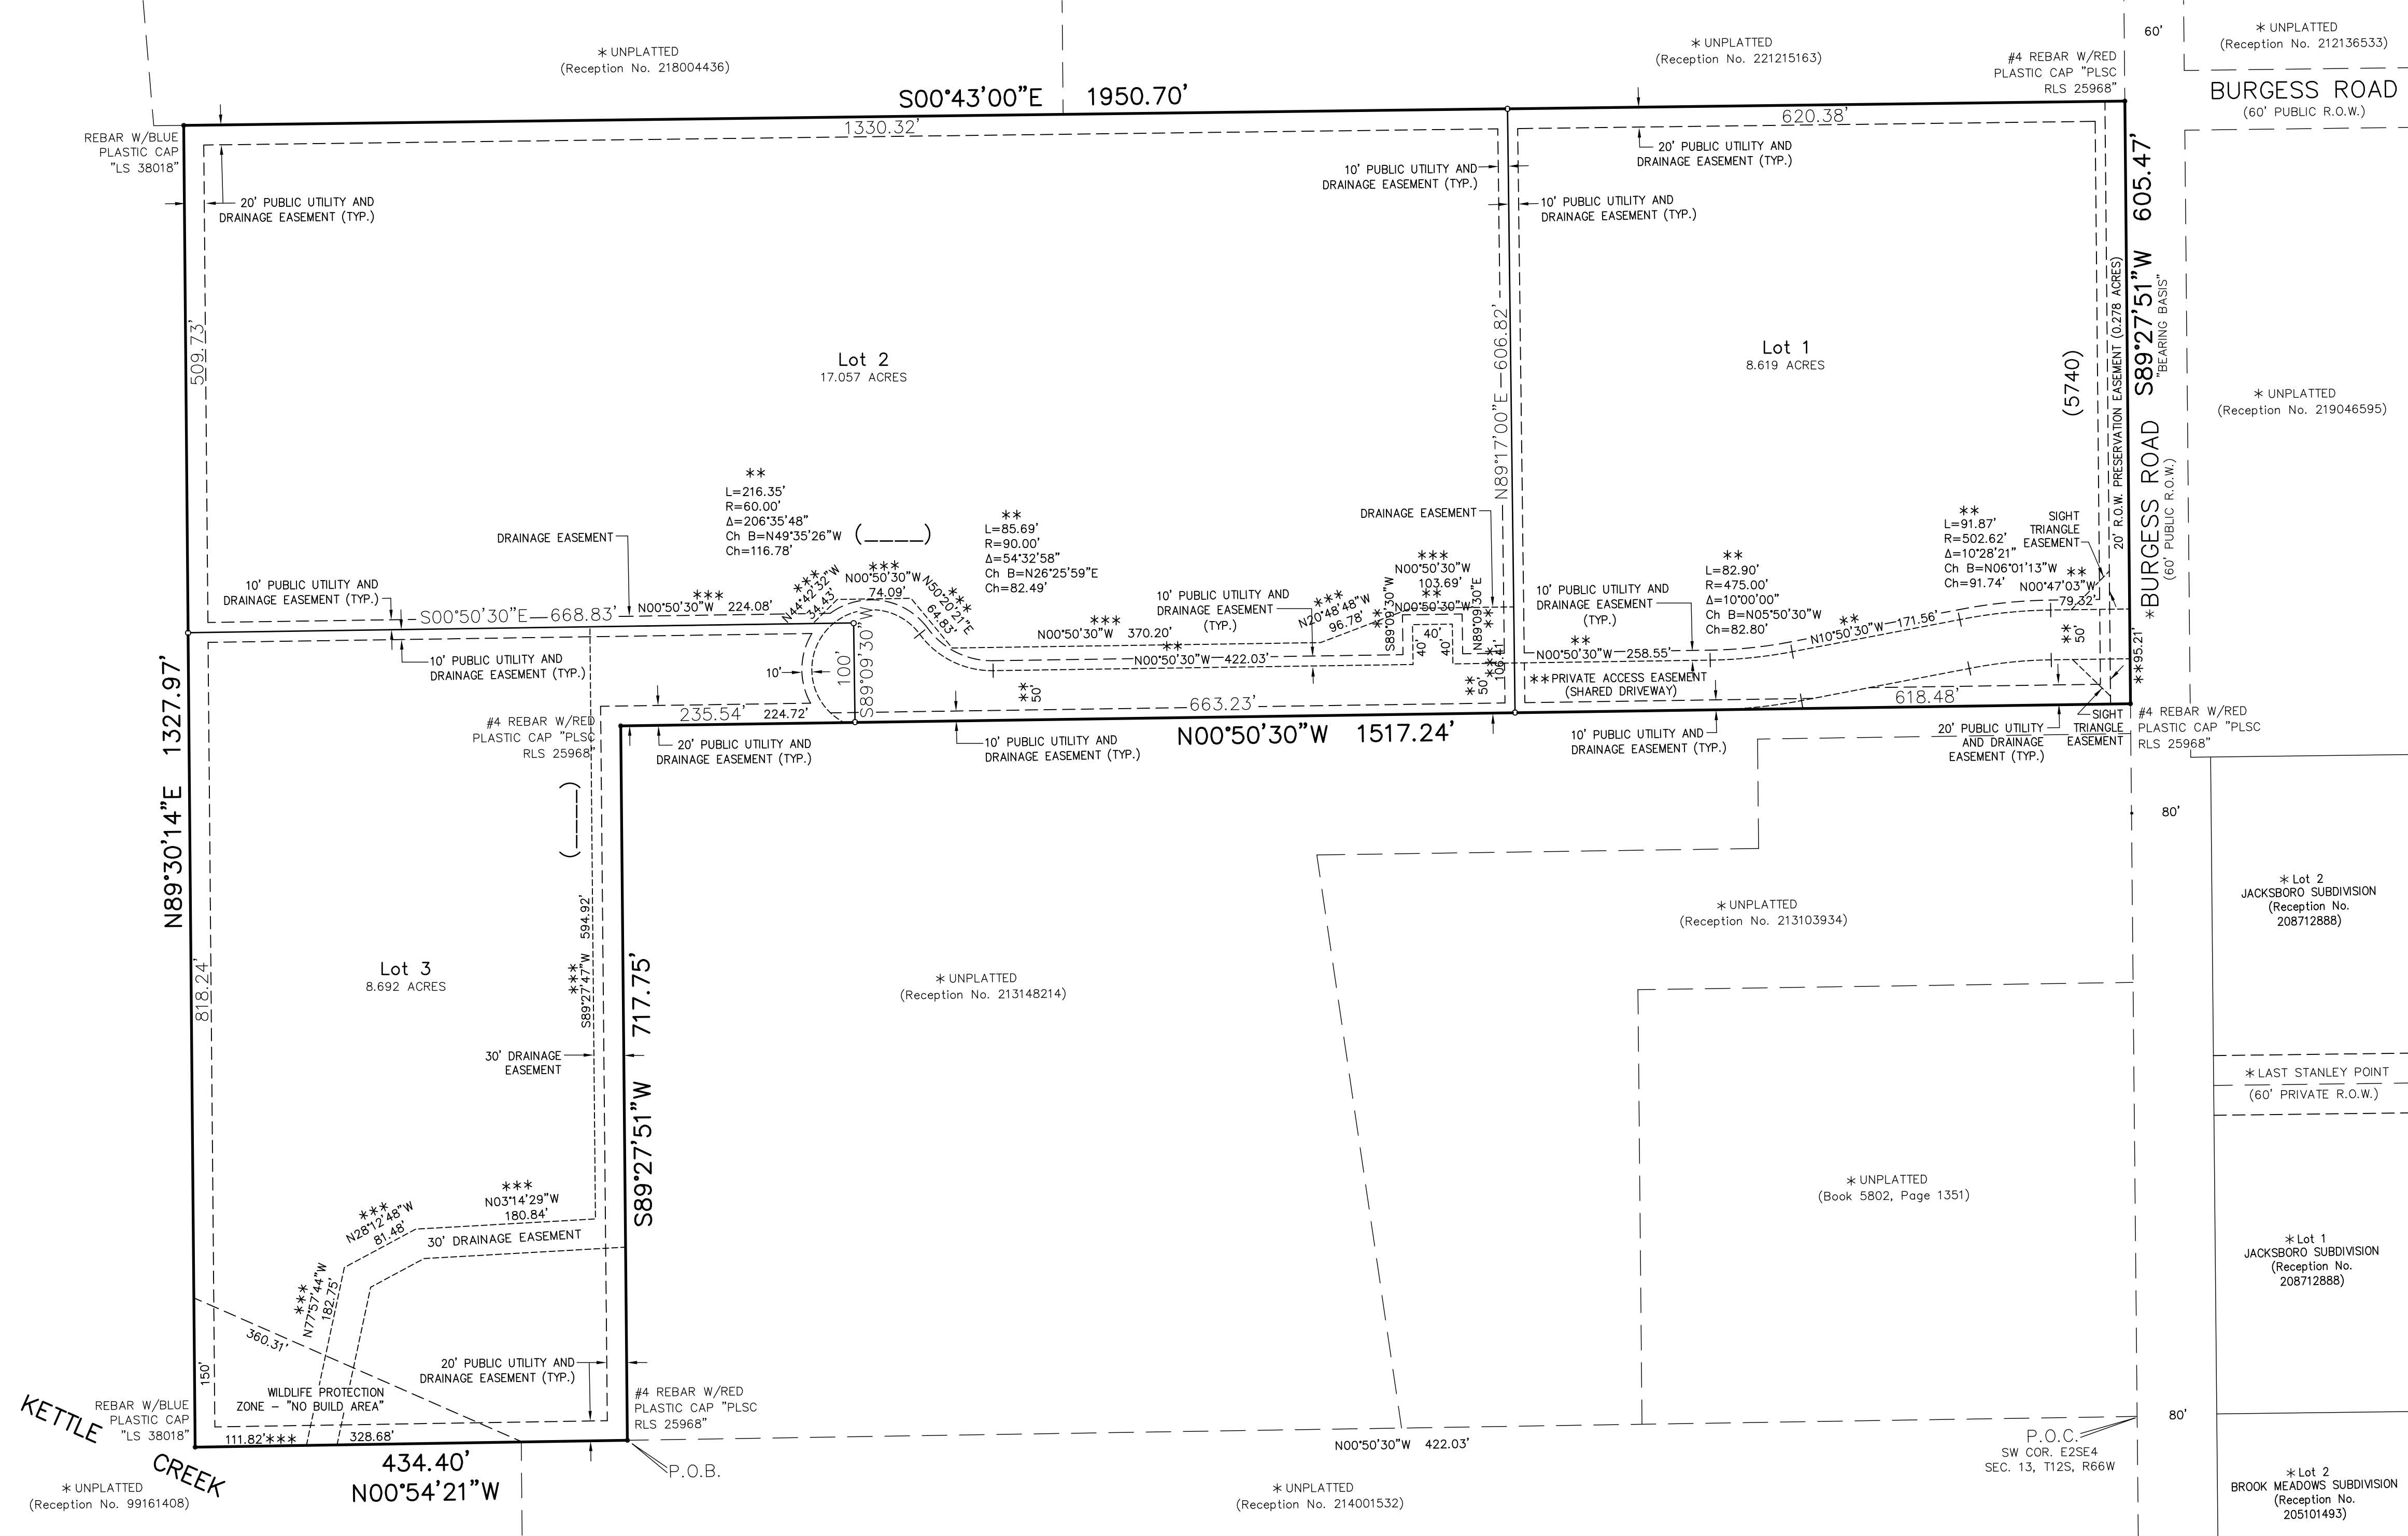 * UNPLATTED
(Reception No. 218004436)
* UNPLATTED
(Reception No. 221215163)
60'
* UNPLATTED
(Reception No. 212136533)
#4 REBAR W/RED
PLASTIC CAP "PLSC
RLS 25968"
BURGESS ROAD
(60' PUBLIC R.O.W.)
S00°43'00"E 1950.70'
1330.32'
620.38'
REBAR W/BLUE
PLASTIC CAP
"LS 38018"
20' PUBLIC UTILITY AND
DRAINAGE EASEMENT (TYP.)
10' PUBLIC UTILITY AND
DRAINAGE EASEMENT (TYP.)
20' PUBLIC UTILITY AND
DRAINAGE EASEMENT (TYP.)
10' PUBLIC UTILITY AND
DRAINAGE EASEMENT (TYP.)
S89°27'51"W 605.47'
"BEARING BASIS"
20' R.O.W. PRESERVATION EASEMENT (0.278 ACRES)
*BURGESS ROAD
(60' PUBLIC R.O.W.)
(5740)
509.73'
Lot 2
17.057 ACRES
N89°17'00"E 606.82'
Lot 1
8.619 ACRES
* UNPLATTED
(Reception No. 219046595)
**
L=216.35'
R=60.00'
Δ=206°35'48"
Ch B=N49°35'26"W
Ch=116.78'
(____)
**
L=85.69'
R=90.00'
Δ=54°32'58"
Ch B=N26°25'59"E
Ch=82.49'
DRAINAGE EASEMENT
DRAINAGE EASEMENT
**
L=91.87'
R=502.62'
Δ=10°28'21"
Ch B=N06°01'13"W
Ch=91.74'
SIGHT
TRIANGLE
EASEMENT
**
L=82.90'
R=475.00'
Δ=10°00'00"
Ch B=N05°50'30"W
Ch=82.80'
**
N00°47'03"W
79.32'
10' PUBLIC UTILITY AND
DRAINAGE EASEMENT (TYP.)
S00°50'30"E 668.83'
***
N00°50'30"W 224.08'
***
N44°42'32"W
34.43'
***
N00°50'30"W
74.09'
***
N50°20'21"E
64.83'
***
N00°50'30"W 370.20'
10' PUBLIC UTILITY AND
DRAINAGE EASEMENT
(TYP.)
***
N20°48'48"W
96.78'
***
N00°50'30"W
103.69'
**
N00°50'30"W
**
S89°09'30"W
**
N89°09'30"E
40'
40'
40'
***
106.41'
**
N00°50'30"W 422.03'
10' PUBLIC UTILITY AND
DRAINAGE EASEMENT
(TYP.)
**
N00°50'30"W 258.55'
**
N10°50'30"W 171.56'
**PRIVATE ACCESS EASEMENT
(SHARED DRIVEWAY)
**
50'
**95.21'
10' PUBLIC UTILITY AND
DRAINAGE EASEMENT (TYP.)
10'
100'
S89°09'30"W
**
50'
**
50'
235.54'
224.72'
663.23'
618.48'
N00°50'30"W 1517.24'
#4 REBAR W/RED
PLASTIC CAP "PLSC
RLS 25968"
20' PUBLIC UTILITY AND
DRAINAGE EASEMENT (TYP.)
10' PUBLIC UTILITY AND
DRAINAGE EASEMENT (TYP.)
10' PUBLIC UTILITY AND
DRAINAGE EASEMENT (TYP.)
20' PUBLIC UTILITY
AND DRAINAGE
EASEMENT (TYP.)
SIGHT
TRIANGLE
EASEMENT
#4 REBAR W/RED
PLASTIC CAP "PLSC
RLS 25968"
N89°30'14"E 1327.97'
818.24'
(____)
80'
Lot 3
8.692 ACRES
***
S89°27'47"W 594.92'
S89°27'51"W 717.75'
* UNPLATTED
(Reception No. 213148214)
* UNPLATTED
(Reception No. 213103934)
* Lot 2
JACKSBORO SUBDIVISION
(Reception No.
208712888)
30' DRAINAGE
EASEMENT
* LAST STANLEY POINT
(60' PRIVATE R.O.W.)
***
N03°14'29"W
180.84'
***
N28°12'48"W
81.48'
30' DRAINAGE EASEMENT
***
N77°57'44"W
182.75'
* UNPLATTED
(Book 5802, Page 1351)
* Lot 1
JACKSBORO SUBDIVISION
(Reception No.
208712888)
360.31'
150'
20' PUBLIC UTILITY AND
DRAINAGE EASEMENT (TYP.)
WILDLIFE PROTECTION
ZONE - "NO BUILD AREA"
REBAR W/BLUE
PLASTIC CAP
"LS 38018"
KETTLE
CREEK
111.82'***
328.68'
434.40'
N00°54'21"W
#4 REBAR W/RED
PLASTIC CAP "PLSC
RLS 25968"
P.O.B.
N00°50'30"W 422.03'
80'
P.O.C.
SW COR. E2SE4
SEC. 13, T12S, R66W
* UNPLATTED
(Reception No. 99161408)
* UNPLATTED
(Reception No. 214001532)
* Lot 2
BROOK MEADOWS SUBDIVISION
(Reception No.
205101493)